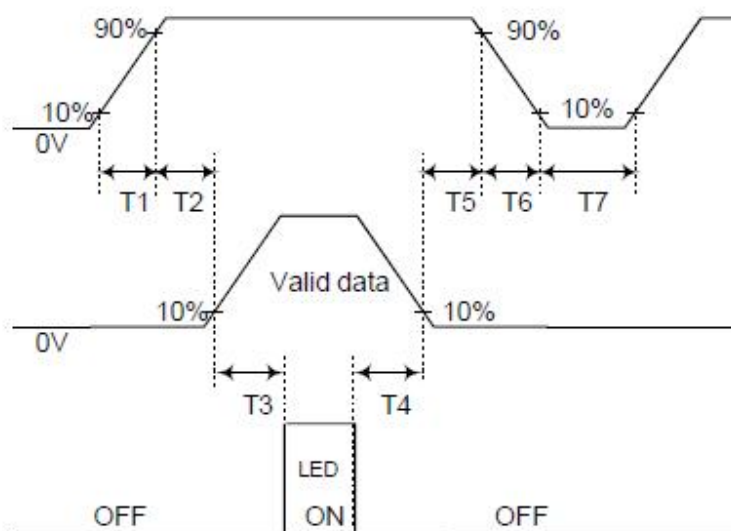 90%
90%
10%
10%
0V
T1
T2
T5
T6
T7
Valid data
10%
10%
0V
T3
T4
LED
OFF
ON
OFF